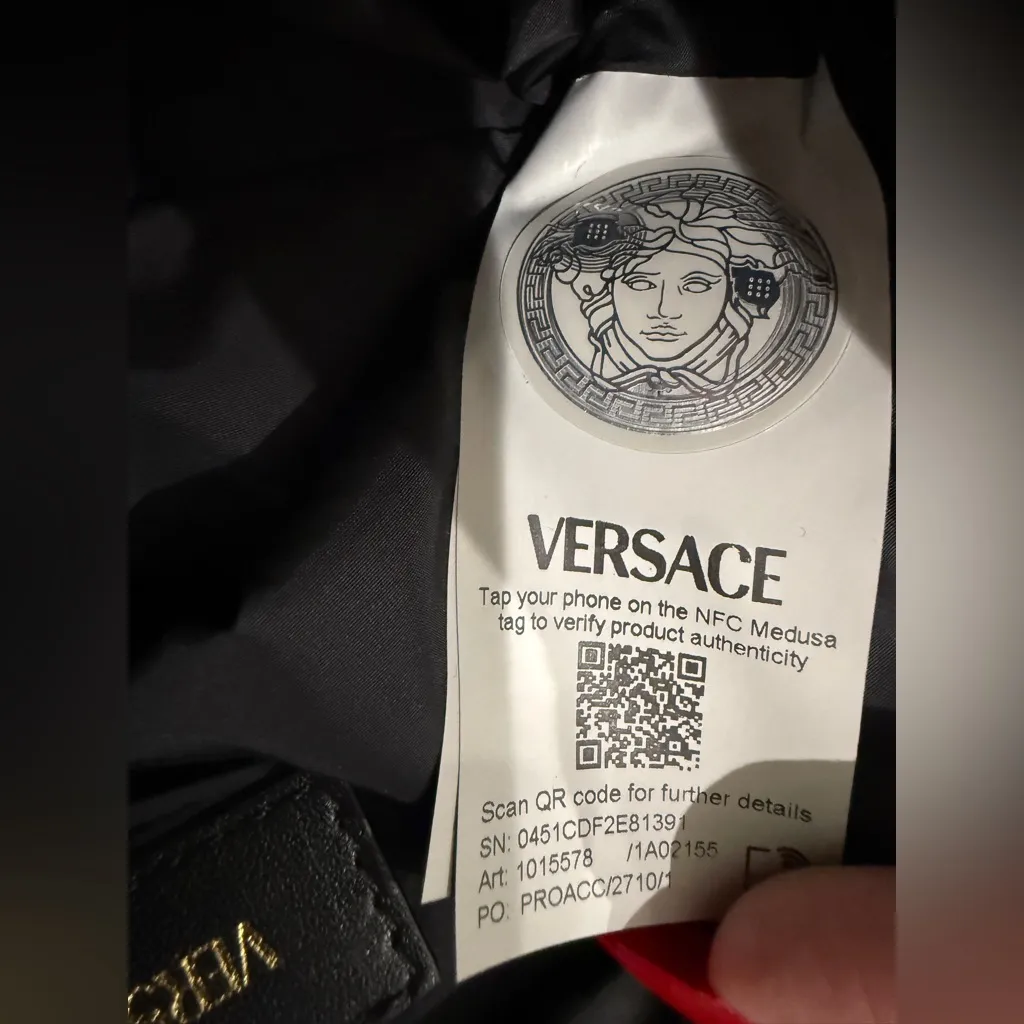 VERSACE
Tap your phone on the NFC Medusa
tag to verify product authenticity
Scan QR code for further details
SN: 0451CDF2E81391
Art: 1015578 /1A02155
PO: PROACC/2710/1